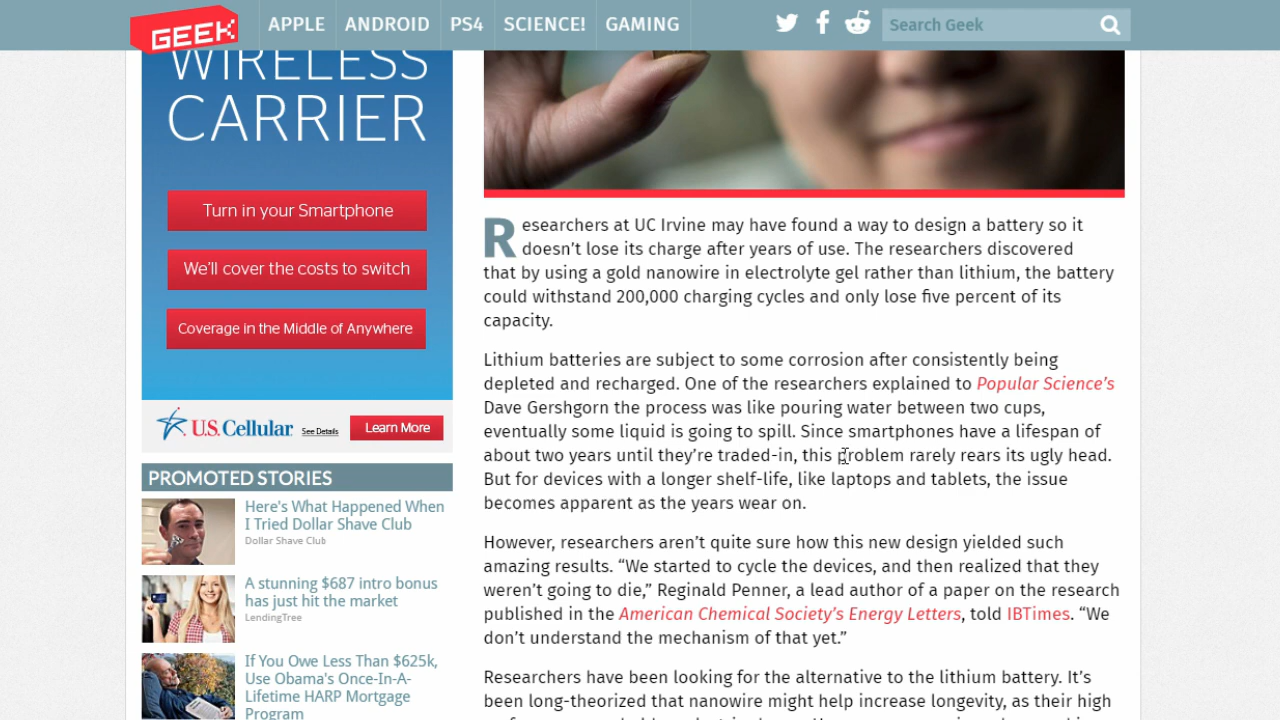 GEEK
APPLE
ANDROID
PS4
SCIENCE!
GAMING
Search Geek
WIRELESS
CARRIER
Turn in your Smartphone
We'll cover the costs to switch
Coverage in the Middle of Anywhere
U.S. Cellular
See Details
Learn More
PROMOTED STORIES
Here's What Happened When
I Tried Dollar Shave Club
Dollar Shave Club
A stunning $687 intro bonus
has just hit the market
LendingTree
If You Owe Less Than $625k,
Use Obama's Once-In-A-
Lifetime HARP Mortgage
Program
Researchers at UC Irvine may have found a way to design a battery so it
doesn’t lose its charge after years of use. The researchers discovered
that by using a gold nanowire in electrolyte gel rather than lithium, the battery
could withstand 200,000 charging cycles and only lose five percent of its
capacity.
Lithium batteries are subject to some corrosion after consistently being
depleted and recharged. One of the researchers explained to Popular Science’s
Dave Gershgorn the process was like pouring water between two cups,
eventually some liquid is going to spill. Since smartphones have a lifespan of
about two years until they’re traded-in, this problem rarely rears its ugly head.
But for devices with a longer shelf-life, like laptops and tablets, the issue
becomes apparent as the years wear on.
However, researchers aren’t quite sure how this new design yielded such
amazing results. “We started to cycle the devices, and then realized that they
weren’t going to die,” Reginald Penner, a lead author of a paper on the research
published in the American Chemical Society’s Energy Letters, told IBTimes. “We
don’t understand the mechanism of that yet.”
Researchers have been looking for the alternative to the lithium battery. It’s
been long-theorized that nanowire might help increase longevity, as their high